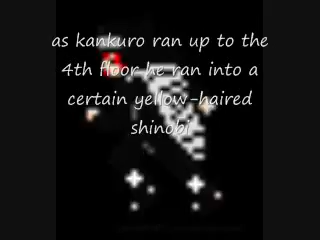 as kankuro ran up to the
4th floor he ran into a
certain yellow-haired
shinobi